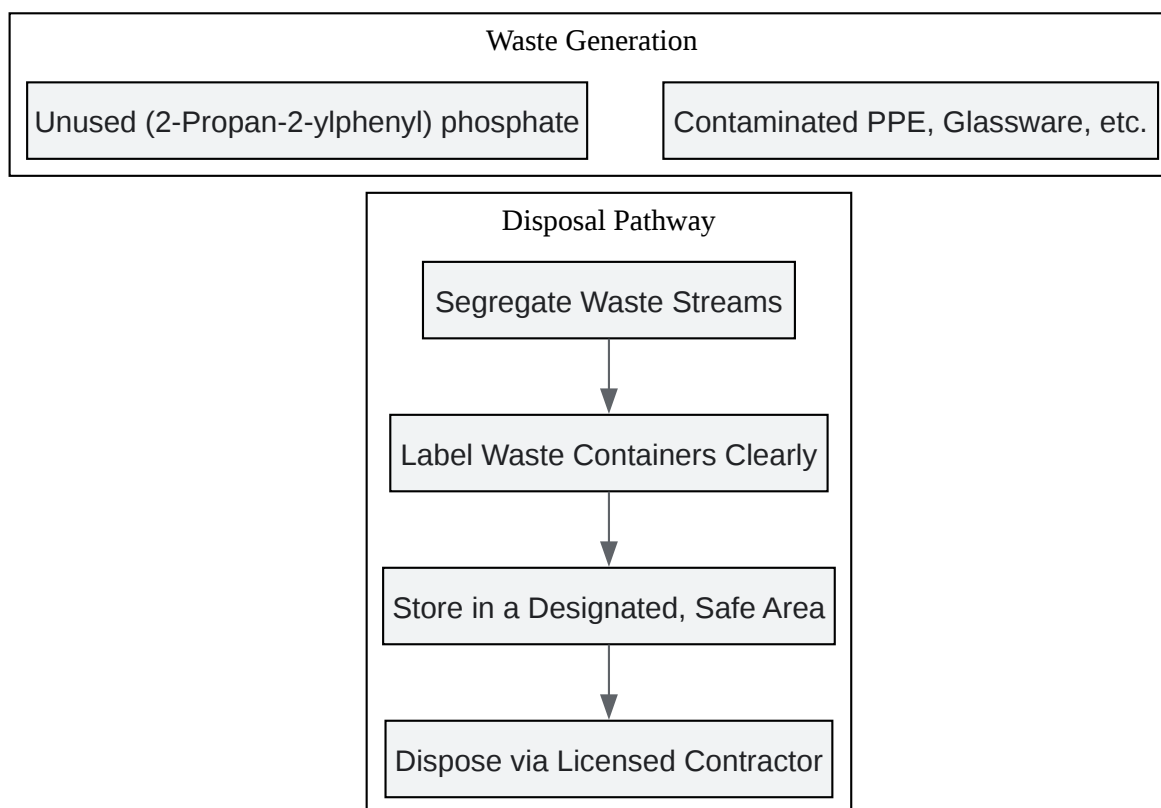 Waste Generation
Unused (2-Propan-2-ylphenyl) phosphate
Contaminated PPE, Glassware, etc.
Disposal Pathway
Segregate Waste Streams
Label Waste Containers Clearly
Store in a Designated, Safe Area
Dispose via Licensed Contractor